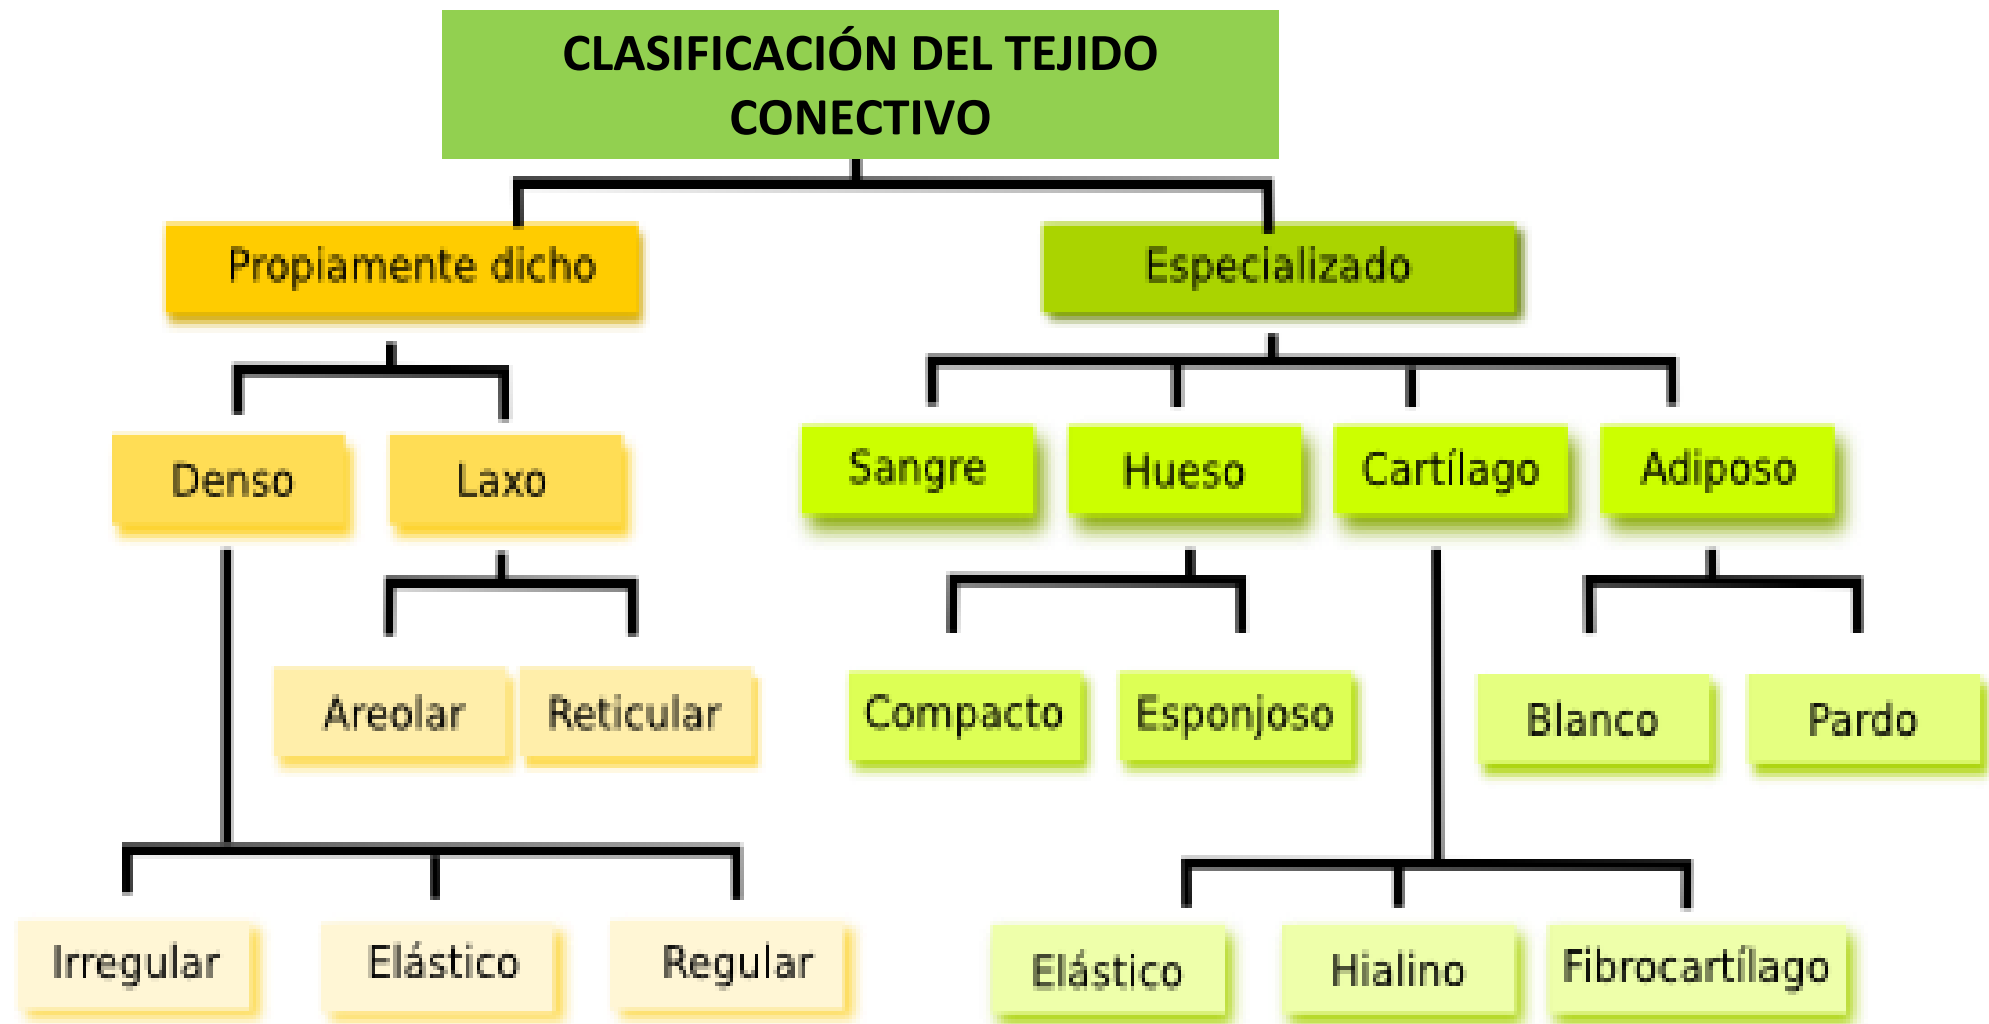 CLASIFICACIÓN DEL TEJIDO
CONECTIVO
Propiamente dicho
Especializado
Denso
Laxo
Sangre
Hueso
Cartílago
Adiposo
Areolar
Reticular
Compacto
Esponjoso
Blanco
Pardo
Irregular
Elástico
Regular
Elástico
Hialino
Fibrocartílago